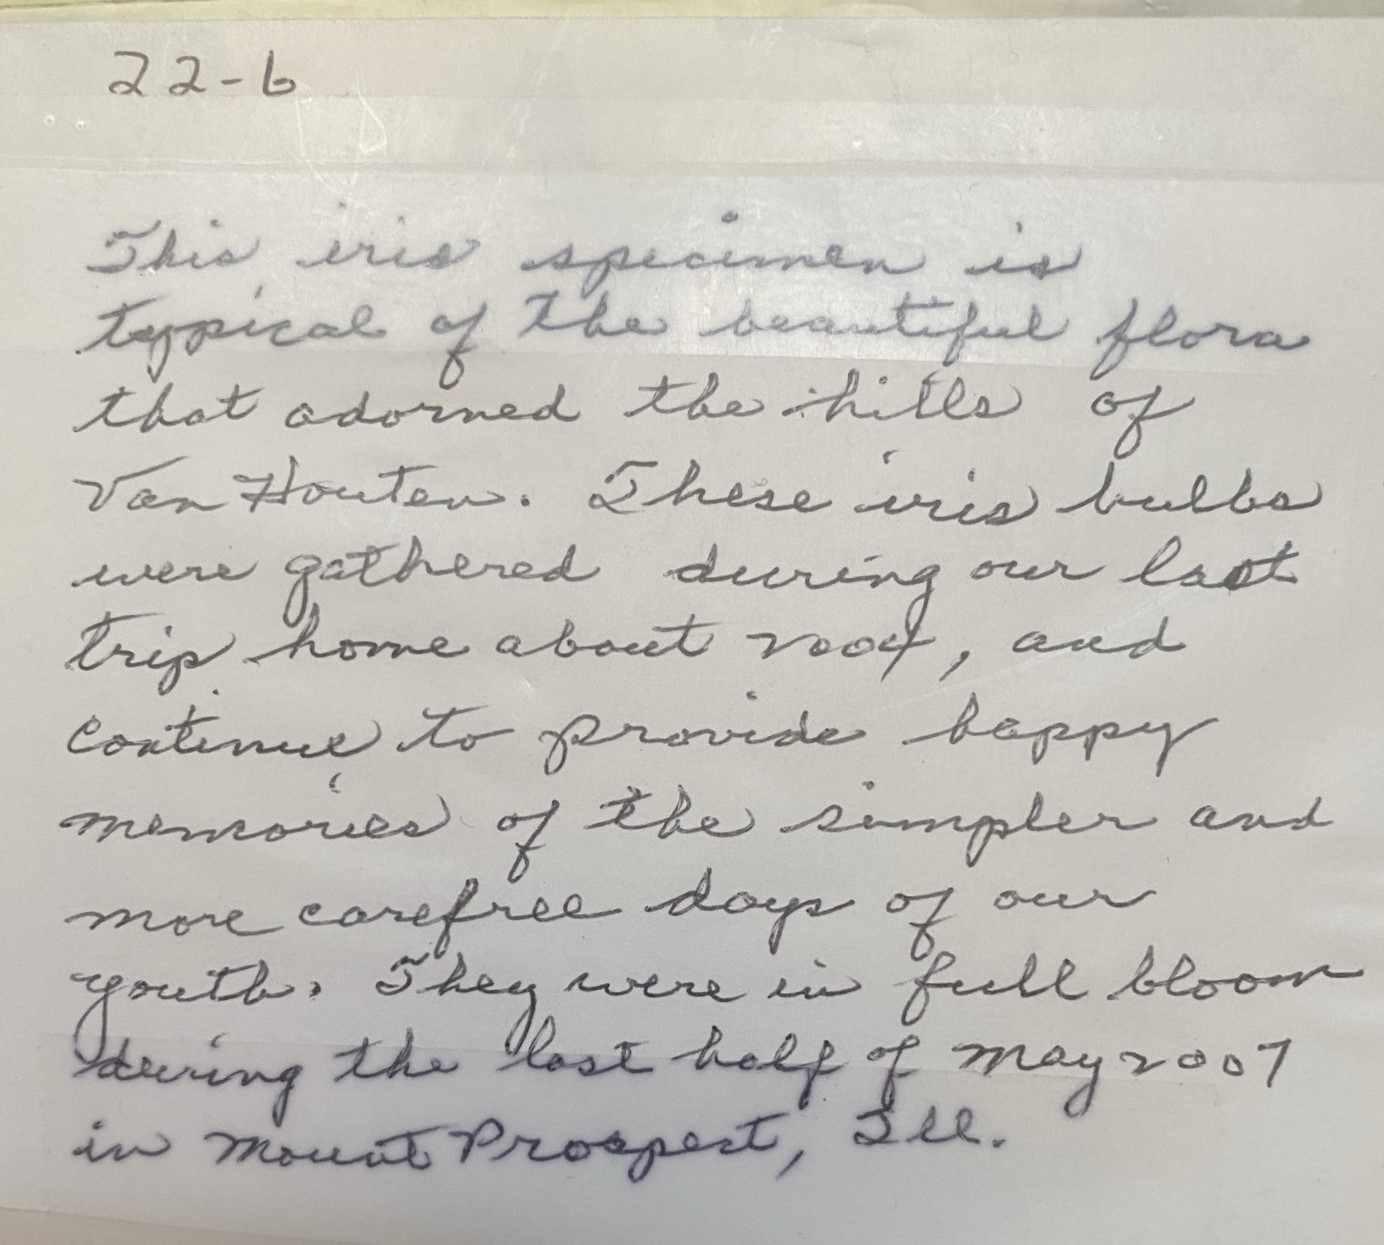 22-6
This iris specimen is
typical of the beautiful flora
that adorned the hills of
Van Houten. These iris bulbs
were gathered during our last
trip home about 2004, and
continue to provide happy
memories of the simpler and
more carefree days of our
youth. They were in full bloom
during the last half of May 2007
in Mount Prospect, Ill.